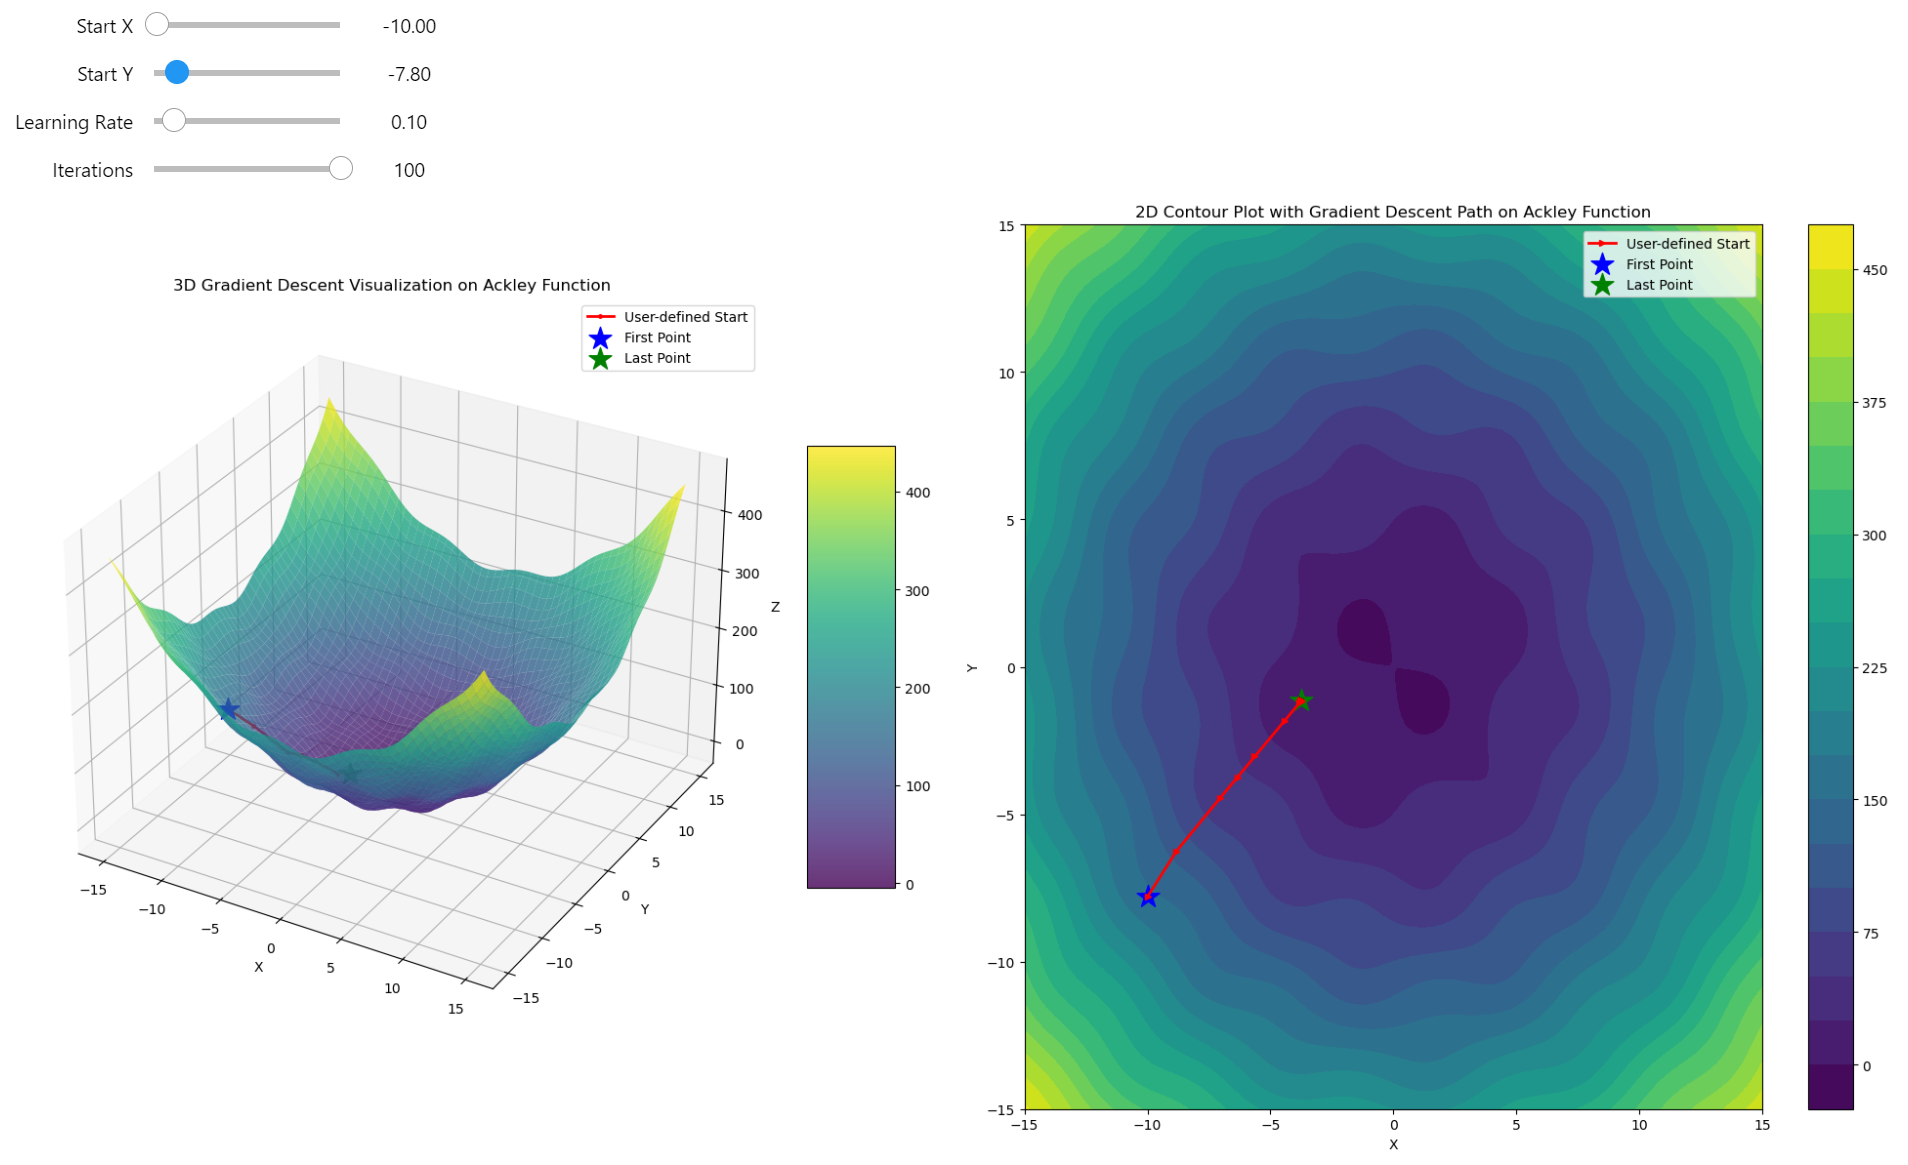 Start X -10.00
Start Y -7.80
Learning Rate 0.10
Iterations 100
3D Gradient Descent Visualization on Ackley Function
User-defined Start
First Point
Last Point
400
300
200
100
0
Z
15
10
5
0
−5
−10
−15
Y
−15
−10
−5
0
5
10
15
X
400
300
200
100
0
2D Contour Plot with Gradient Descent Path on Ackley Function
User-defined Start
First Point
Last Point
15
10
5
0
−5
−10
−15
Y
−15 −10 −5 0 5 10 15
X
450
375
300
225
150
75
0